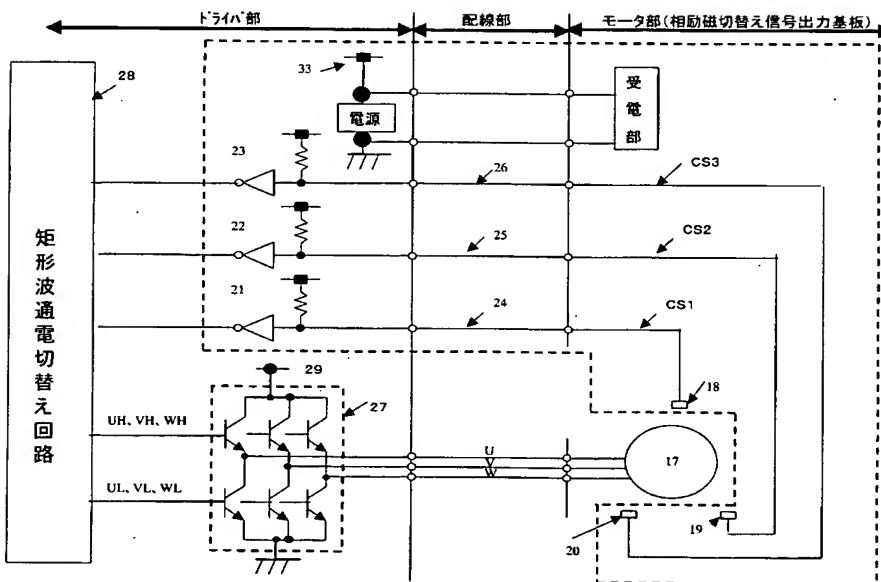 ドライバ部
配線部
モータ部(相励磁切替え信号出力基板)
28
33
電源
受電部
23
26
CS3
22
25
CS2
21
24
CS1
矩形波通電切替え回路
29
27
18
UH、VH、WH
U
V
W
17
UL、VL、WL
20
19